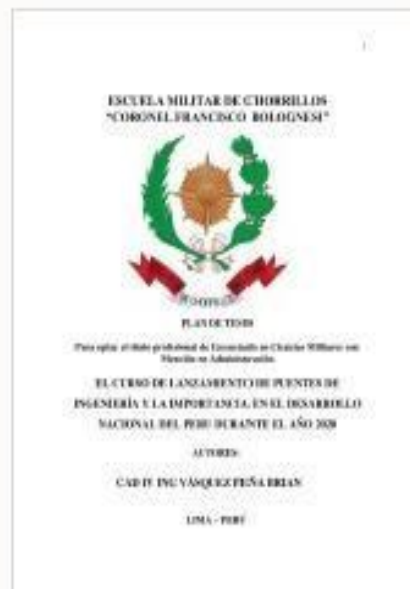 ESCUELA MILITAR DE CHORRILLOS
“CORONEL FRANCISCO BOLOGNESI”
PLAN DE TESIS
Para optar al título profesional de Licenciado en Ciencias Militares con
Mención en Administración
EL CURSO DE LANZAMIENTO DE PUENTES DE
INGENIERÍA Y LA IMPORTANCIA EN EL DESARROLLO
NACIONAL DEL PERU DURANTE EL AÑO 2020
AUTORES:
CAD IV ING VÁSQUEZ PEÑA BRIAN
LIMA – PERÚ